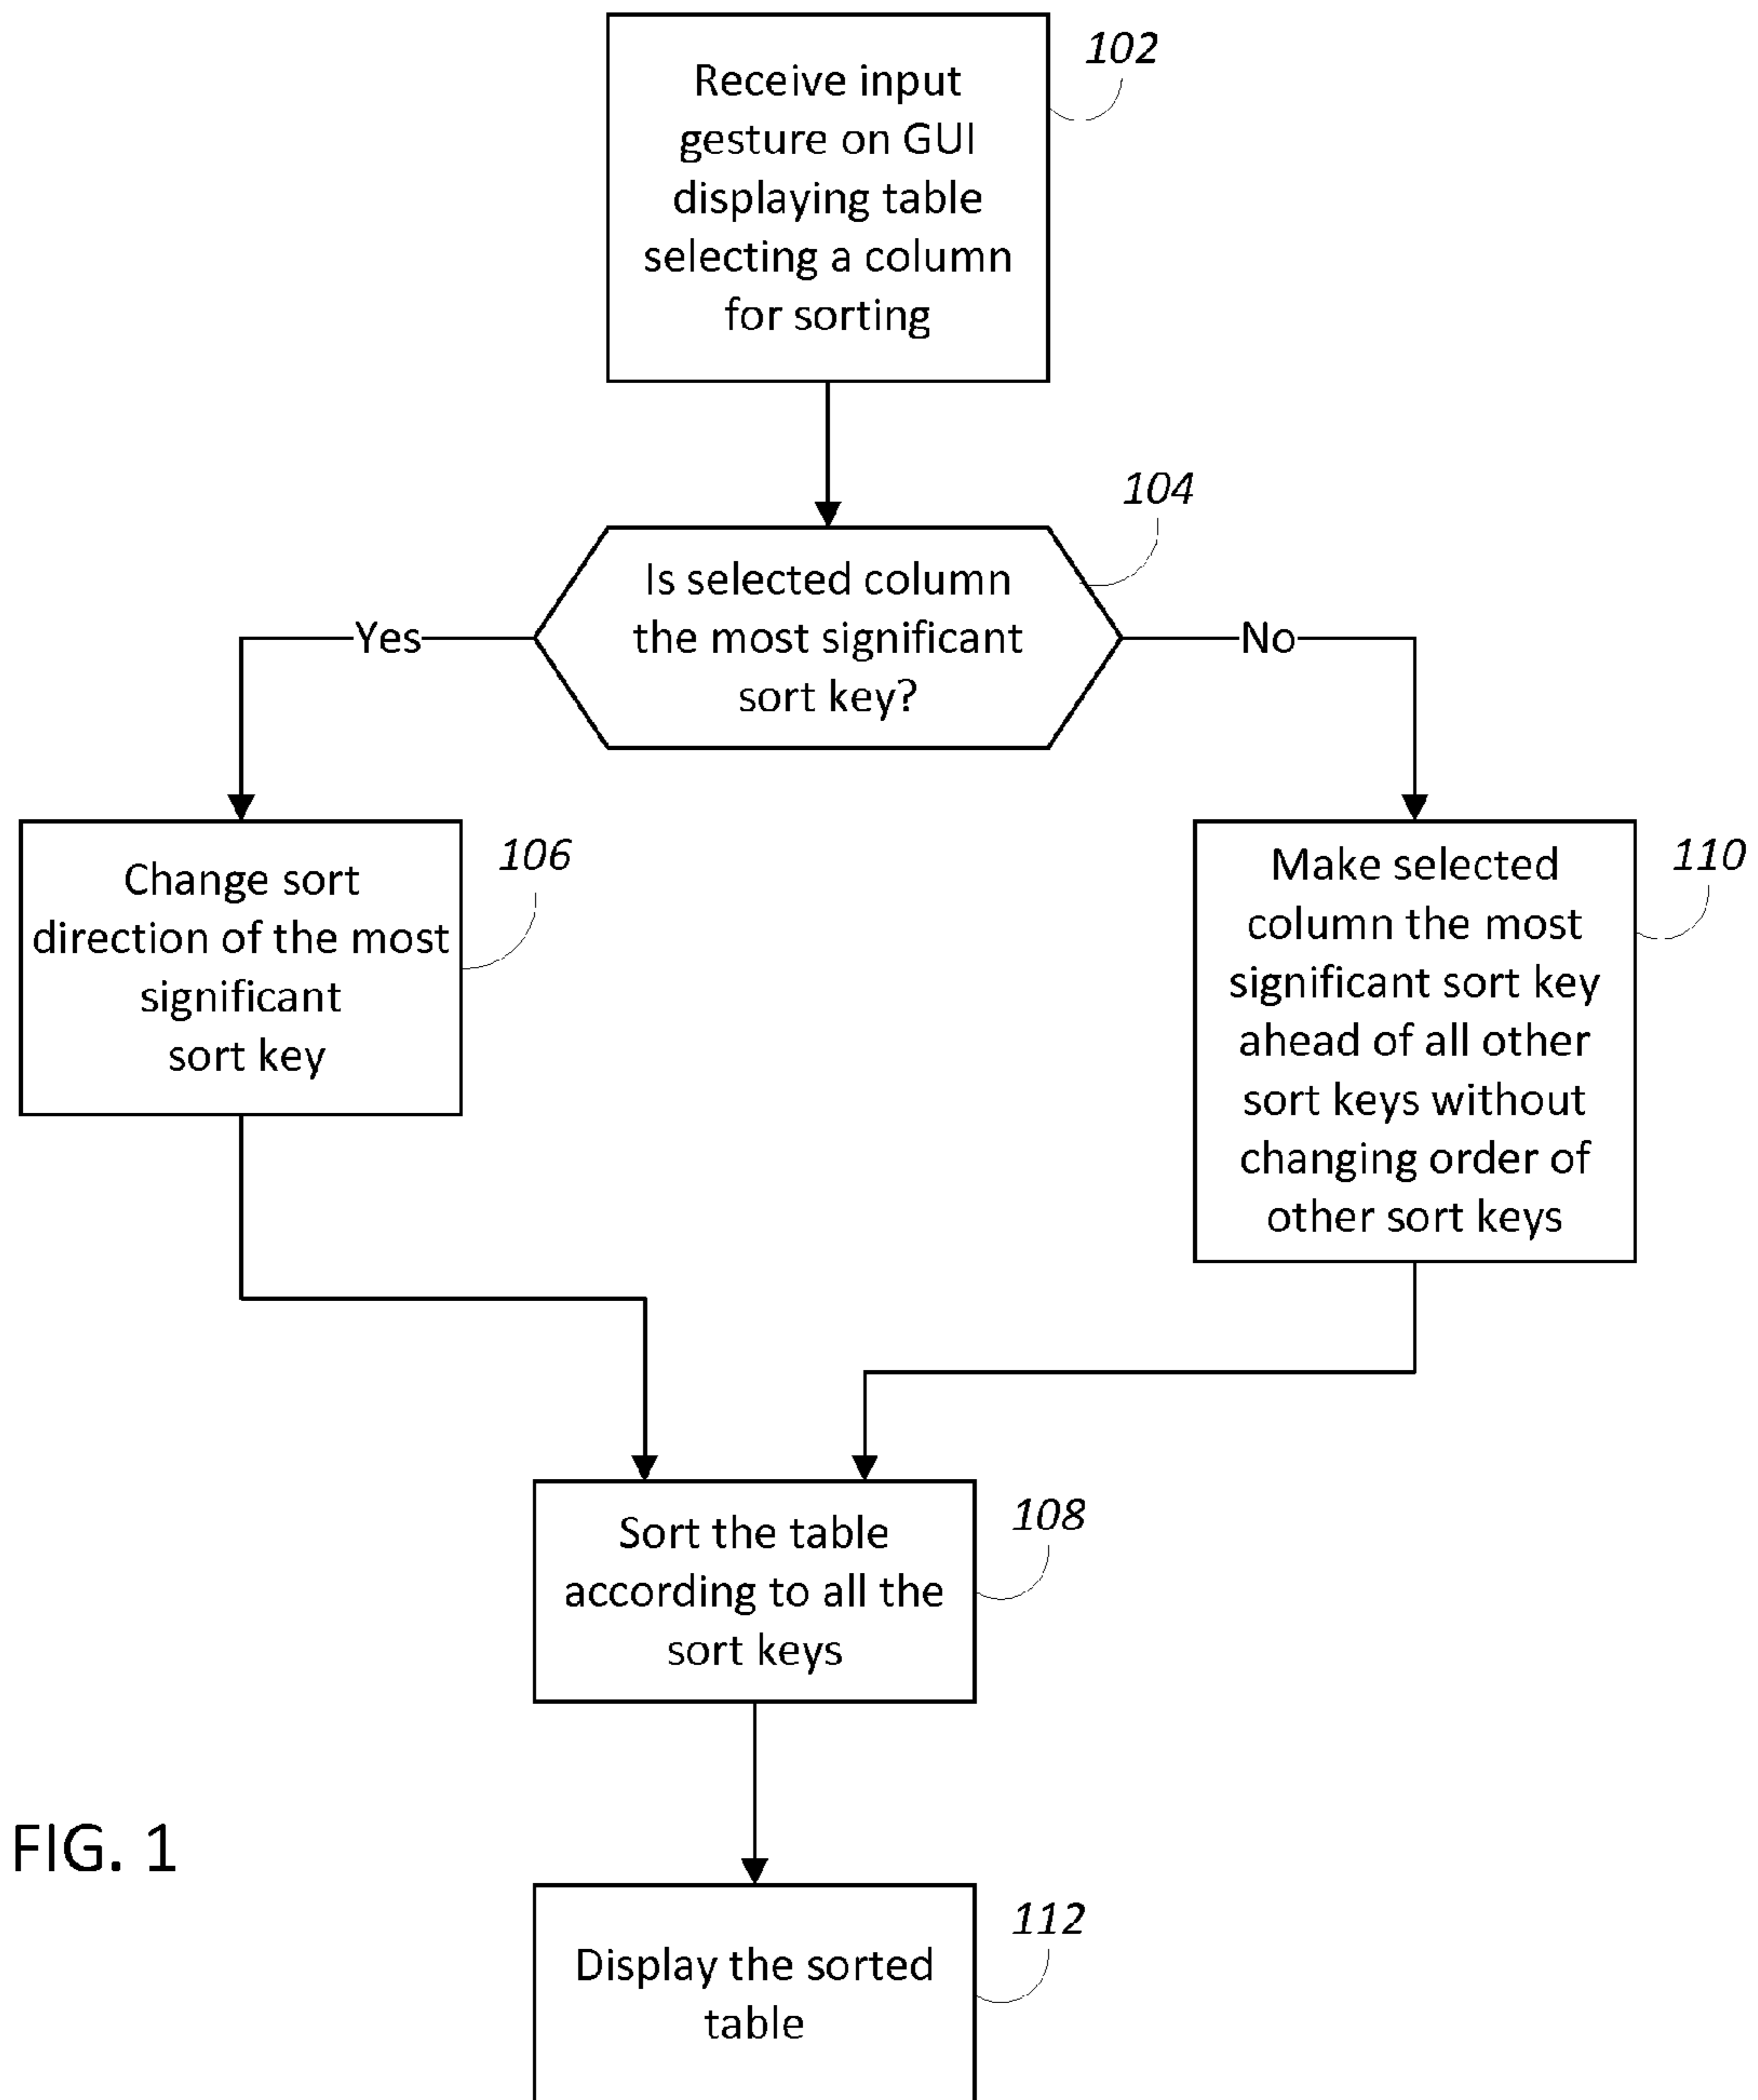 Receive input
gesture on GUI
displaying table
selecting a column
for sorting
102
Is selected column
the most significant
sort key?
104
Yes
No
Change sort
direction of the most
significant
sort key
106
Make selected
column the most
significant sort key
ahead of all other
sort keys without
changing order of
other sort keys
110
Sort the table
according to all the
sort keys
108
FIG. 1
Display the sorted
table
112